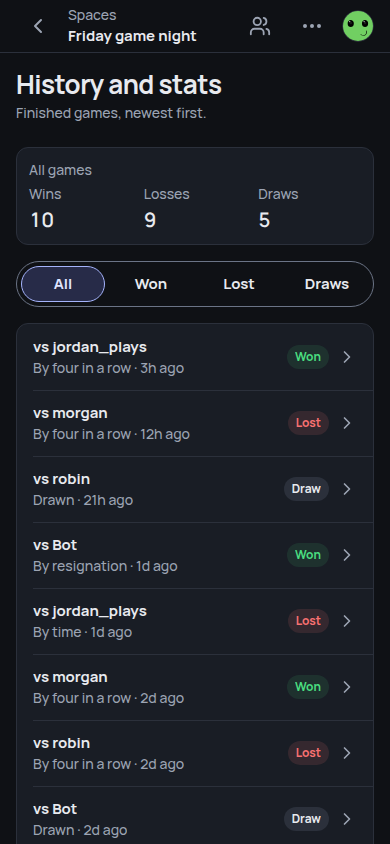 Spaces
Friday game night
History and stats
Finished games, newest first.
All games
Wins Losses Draws
10 9 5
All Won Lost Draws
vs jordan_plays
By four in a row · 3h ago
Won
vs morgan
By four in a row · 12h ago
Lost
vs robin
Drawn · 21h ago
Draw
vs Bot
By resignation · 1d ago
Won
vs jordan_plays
By time · 1d ago
Lost
vs morgan
By four in a row · 2d ago
Won
vs robin
By four in a row · 2d ago
Lost
vs Bot
Drawn · 2d ago
Draw